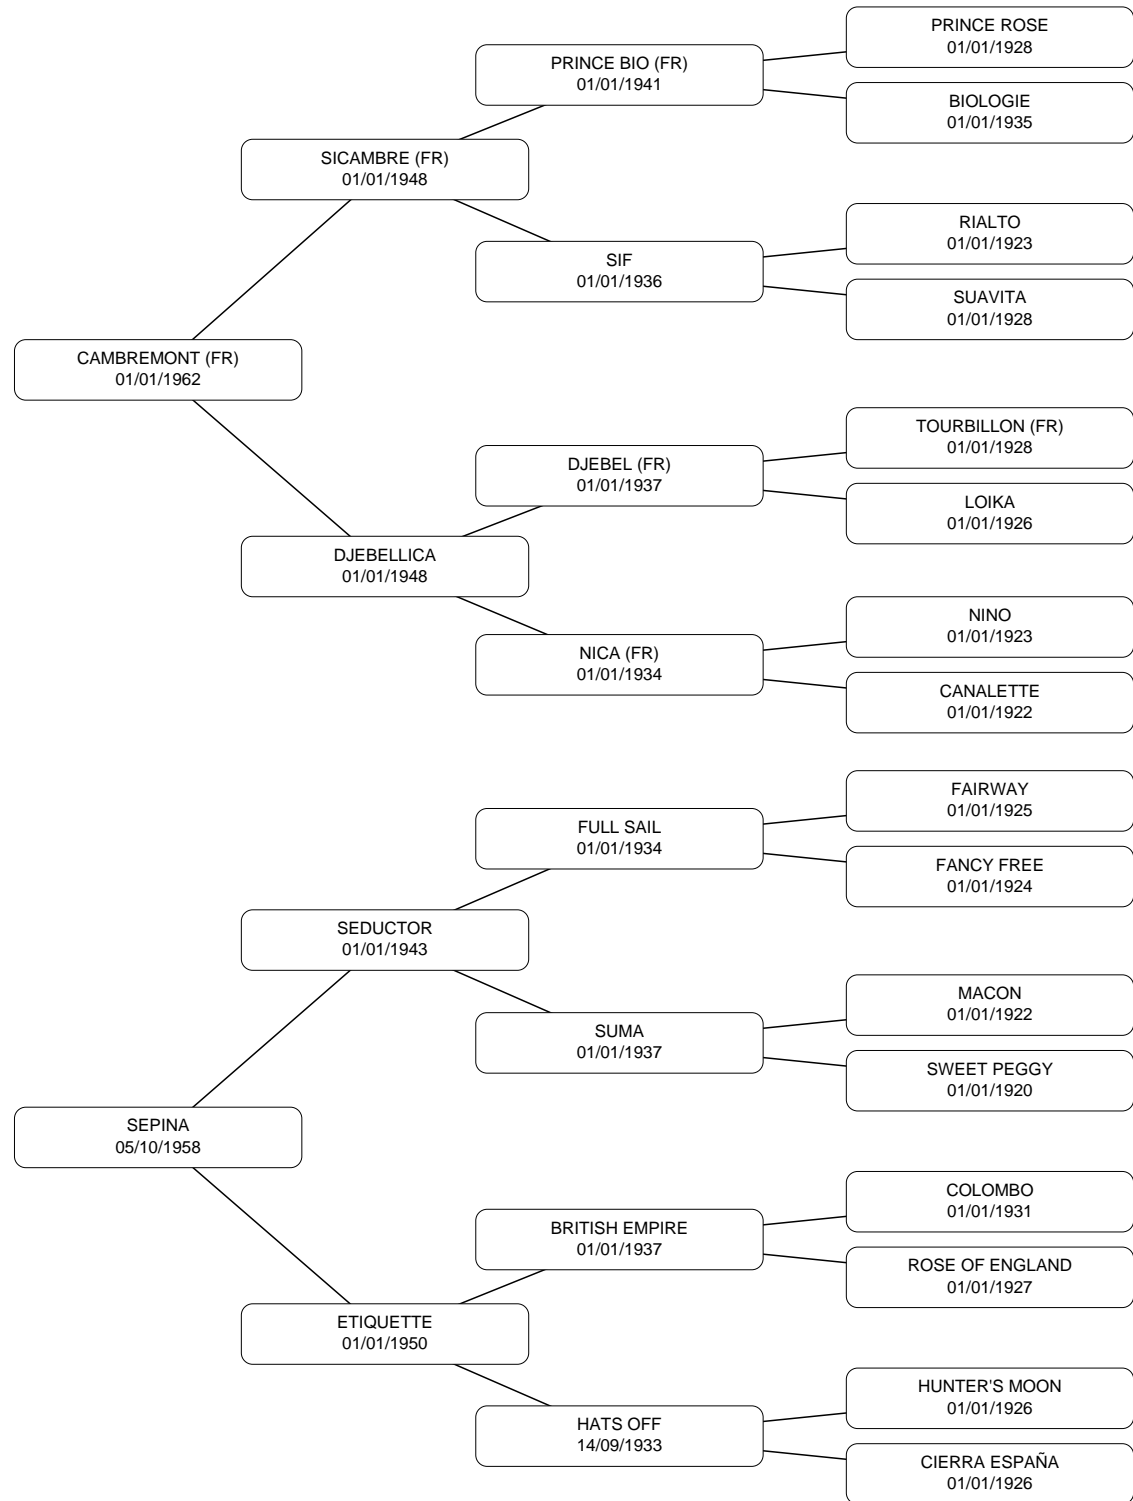 PRINCE ROSE
01/01/1928
PRINCE BIO (FR)
01/01/1941
BIOLOGIE
01/01/1935
SICAMBRE (FR)
01/01/1948
RIALTO
01/01/1923
SIF
01/01/1936
SUAVITA
01/01/1928
CAMBREMONT (FR)
01/01/1962
TOURBILLON (FR)
01/01/1928
DJEBEL (FR)
01/01/1937
LOIKA
01/01/1926
DJEBELLICA
01/01/1948
NINO
01/01/1923
NICA (FR)
01/01/1934
CANALETTE
01/01/1922
FAIRWAY
01/01/1925
FULL SAIL
01/01/1934
FANCY FREE
01/01/1924
SEDUCTOR
01/01/1943
MACON
01/01/1922
SUMA
01/01/1937
SWEET PEGGY
01/01/1920
SEPINA
05/10/1958
COLOMBO
01/01/1931
BRITISH EMPIRE
01/01/1937
ROSE OF ENGLAND
01/01/1927
ETIQUETTE
01/01/1950
HUNTER'S MOON
01/01/1926
HATS OFF
14/09/1933
CIERRA ESPAÑA
01/01/1926